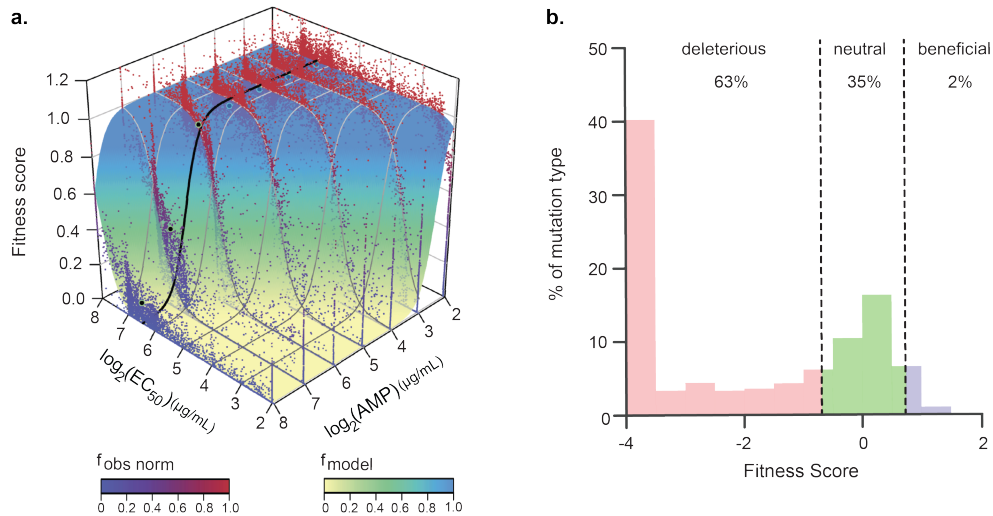 a.
Fitness score
1.2
1.0
0.8
0.6
0.4
0.2
0.0
8
7
6
5
4
3
2
log2(EC50)(µg/mL)
8
7
6
5
4
3
2
log2(AMP)(µg/mL)
f obs norm
0 0.2 0.4 0.6 0.8 1.0
fmodel
0 0.2 0.4 0.6 0.8 1.0
b.
deleterious neutral beneficial
63% 35% 2%
% of mutation type
50
40
30
20
10
0
-4 -2 0 2
Fitness Score